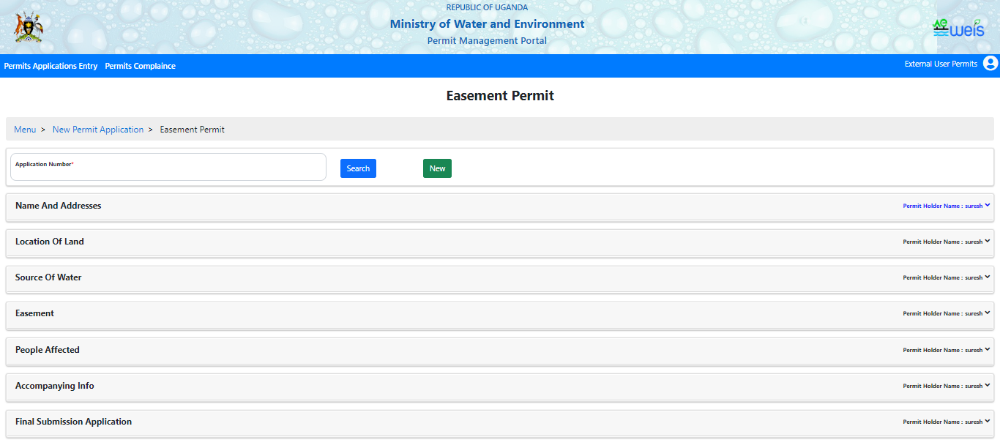 REPUBLIC OF UGANDA
Ministry of Water and Environment
Permit Management Portal
weis
Permits Applications Entry Permits Complaince External User Permits
Easement Permit
Menu > New Permit Application > Easement Permit
Application Number*
Search New
Name And Addresses Permit Holder Name : suresh
Location Of Land Permit Holder Name : suresh
Source Of Water Permit Holder Name : suresh
Easement Permit Holder Name : suresh
People Affected Permit Holder Name : suresh
Accompanying Info Permit Holder Name : suresh
Final Submission Application Permit Holder Name : suresh